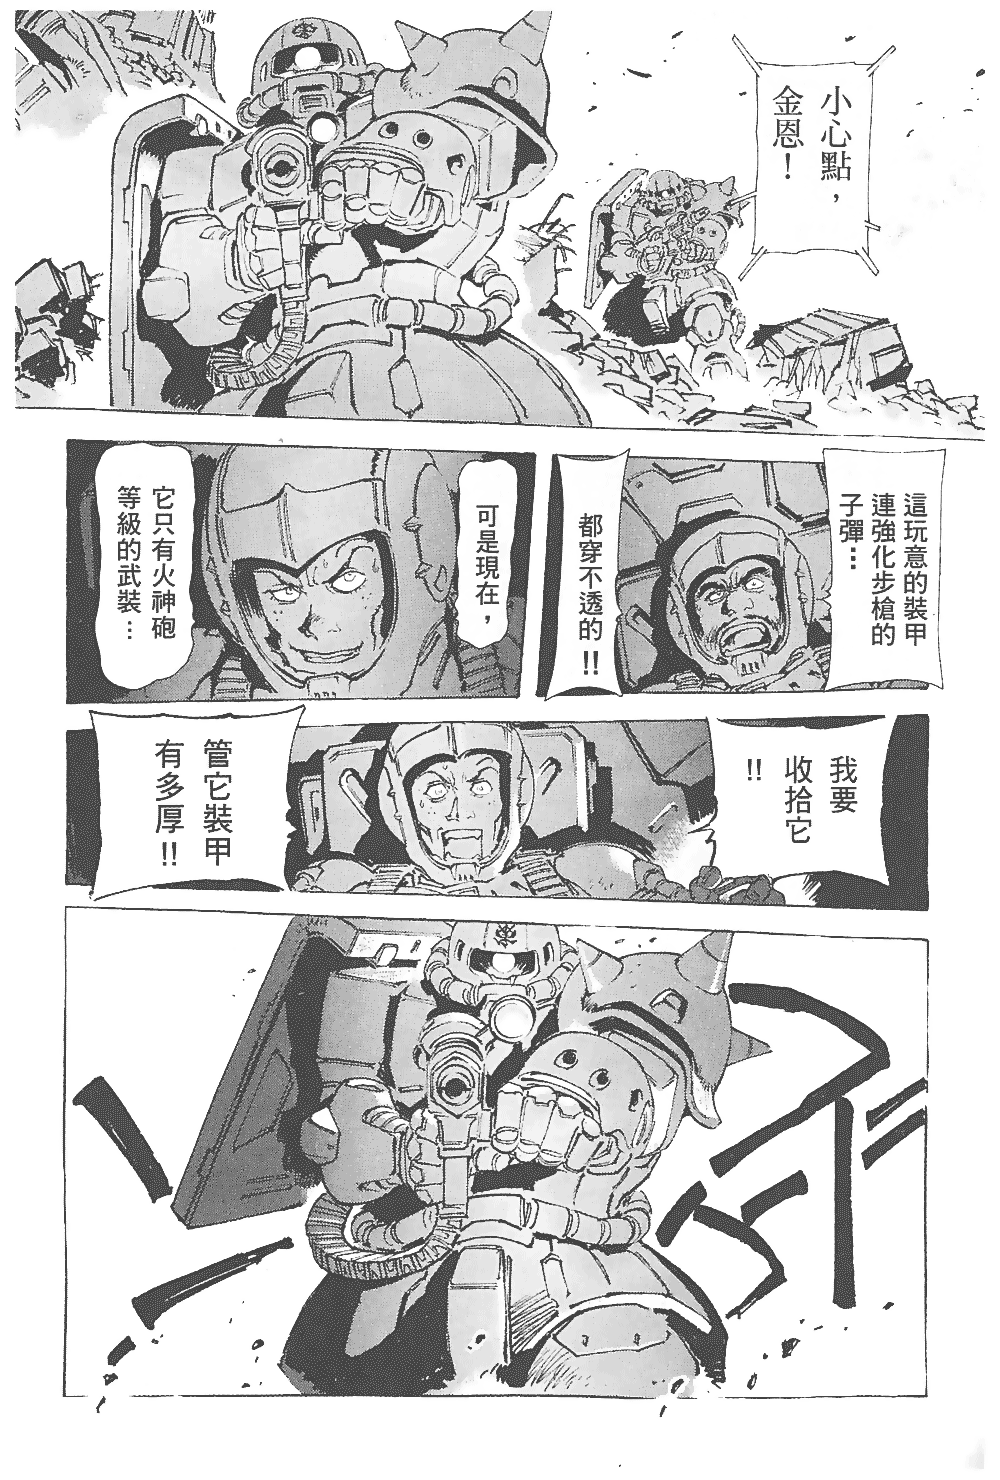 小心點，
金恩！
這玩意的裝甲
連強化步槍的
子彈…
都穿不透的!!
可是現在，
它只有火神砲
等級的武裝…
我要
收拾它
!!
管它裝甲
有多厚!!